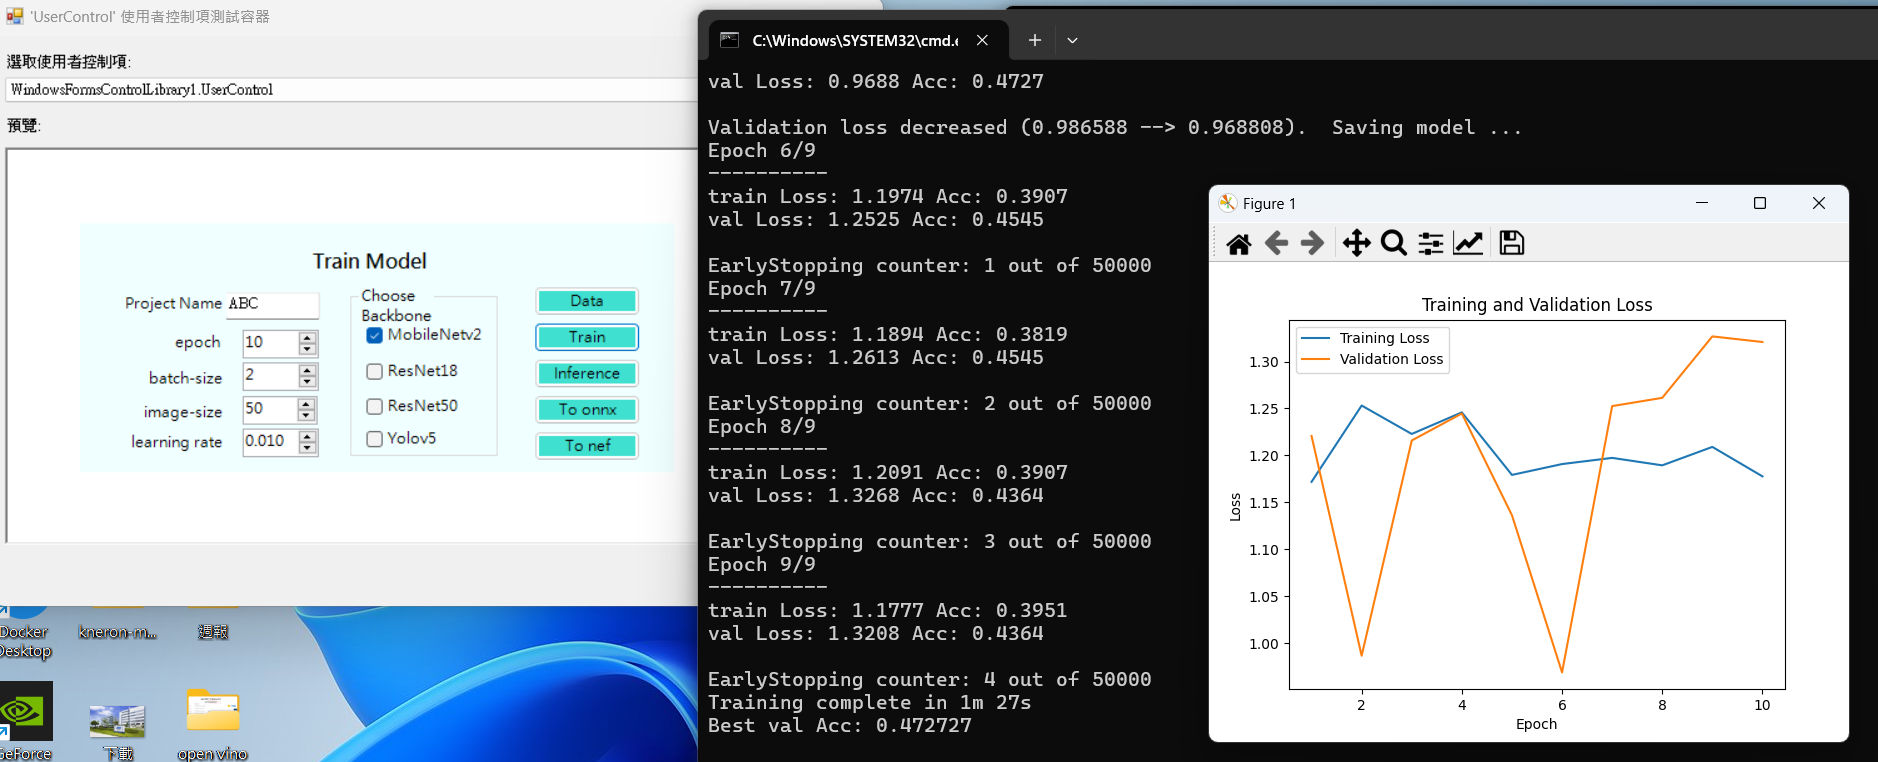 'UserControl' 使用者控制項測試容器
選取使用者控制項:
WindowsFormsControlLibrary1.UserControl
預覽:
Train Model
Project Name ABC
epoch 10
batch-size 2
image-size 50
learning rate 0.010
Choose
Backbone
MobileNetv2
ResNet18
ResNet50
Yolov5
Data
Train
Inference
To onnx
To nef
Docker
Desktop
kneron-m...
週報
GeForce
下載
open vino
C:\Windows\SYSTEM32\cmd.e
val Loss: 0.9688 Acc: 0.4727
Validation loss decreased (0.986588 --> 0.968808).  Saving model ...
Epoch 6/9
----------
train Loss: 1.1974 Acc: 0.3907
val Loss: 1.2525 Acc: 0.4545
EarlyStopping counter: 1 out of 50000
Epoch 7/9
----------
train Loss: 1.1894 Acc: 0.3819
val Loss: 1.2613 Acc: 0.4545
EarlyStopping counter: 2 out of 50000
Epoch 8/9
----------
train Loss: 1.2091 Acc: 0.3907
val Loss: 1.3268 Acc: 0.4364
EarlyStopping counter: 3 out of 50000
Epoch 9/9
----------
train Loss: 1.1777 Acc: 0.3951
val Loss: 1.3208 Acc: 0.4364
EarlyStopping counter: 4 out of 50000
Training complete in 1m 27s
Best val Acc: 0.472727
Figure 1
Training and Validation Loss
Training Loss
Validation Loss
1.30
1.25
1.20
1.15
1.10
1.05
1.00
Loss
2 4 6 8 10
Epoch